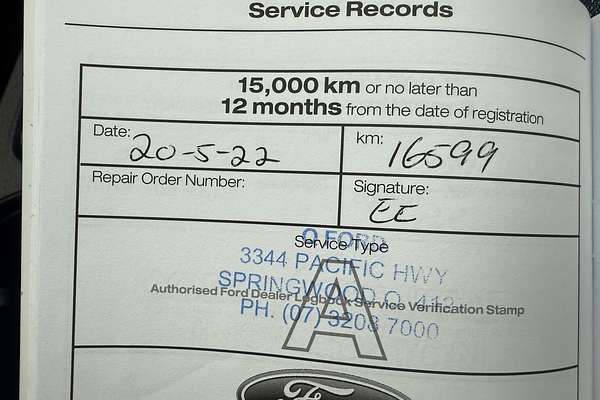 Service Records
15,000 km or no later than
12 months from the date of registration
Date: 20-5-22
km: 16599
Repair Order Number:
Signature: EE
Q FORD
Service Type
3344 PACIFIC HWY
SPRINGWOOD Q.
Authorised Ford Dealer Logbook Service Verification Stamp
PH. (07) 3208 7000
A